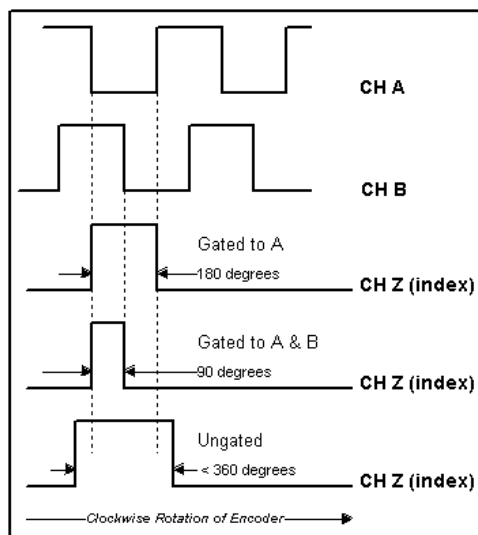 CH A
CH B
Gated to A
180 degrees
CH Z (index)
Gated to A & B
90 degrees
CH Z (index)
Ungated
< 360 degrees
CH Z (index)
Clockwise Rotation of Encoder